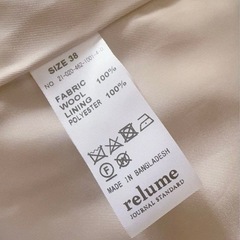 SIZE 38
FABRIC
WOOL 100%
LINING
POLYESTER 100%
MADE IN BANGLADESH
relume
JOURNAL STANDARD